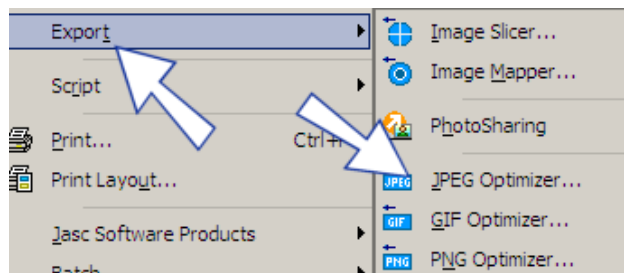 Export
Script
Print...
Print Layout...
Jasc Software Products
Image Slicer...
Image Mapper...
PhotoSharing
JPEG
JPEG Optimizer...
GIF
GIF Optimizer...
PNG
PNG Optimizer...